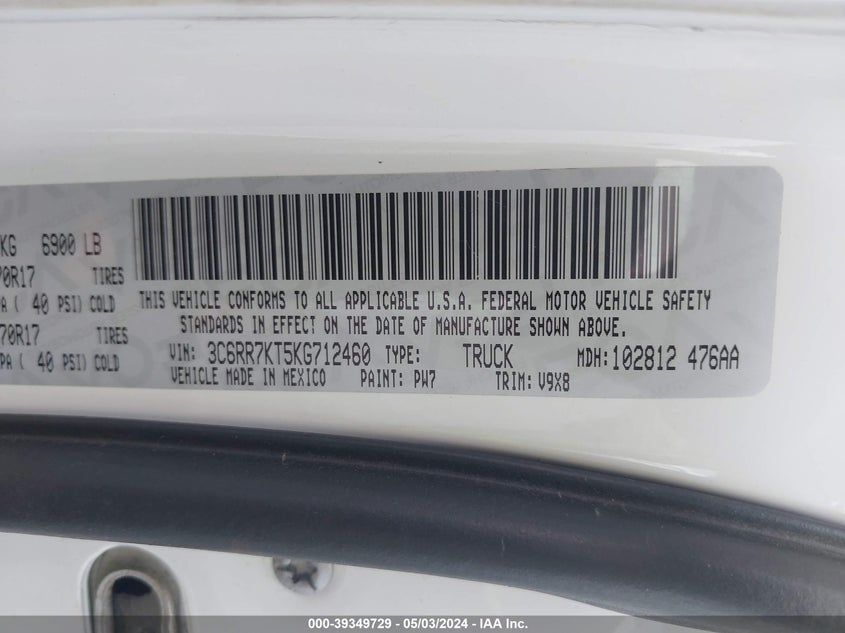 KG 6900 LB
70R17 TIRES
PA ( 40 PSI) COLD
70R17 TIRES
PA ( 40 PSI) COLD
THIS VEHICLE CONFORMS TO ALL APPLICABLE U.S.A. FEDERAL MOTOR VEHICLE SAFETY
STANDARDS IN EFFECT ON THE DATE OF MANUFACTURE SHOWN ABOVE.
VIN: 3C6RR7KT5KG712460 TYPE: TRUCK MDH: 102812 476AA
VEHICLE MADE IN MEXICO PAINT: PW7 TRIM: V9X8
000-39349729 - 05/03/2024 - IAA Inc.